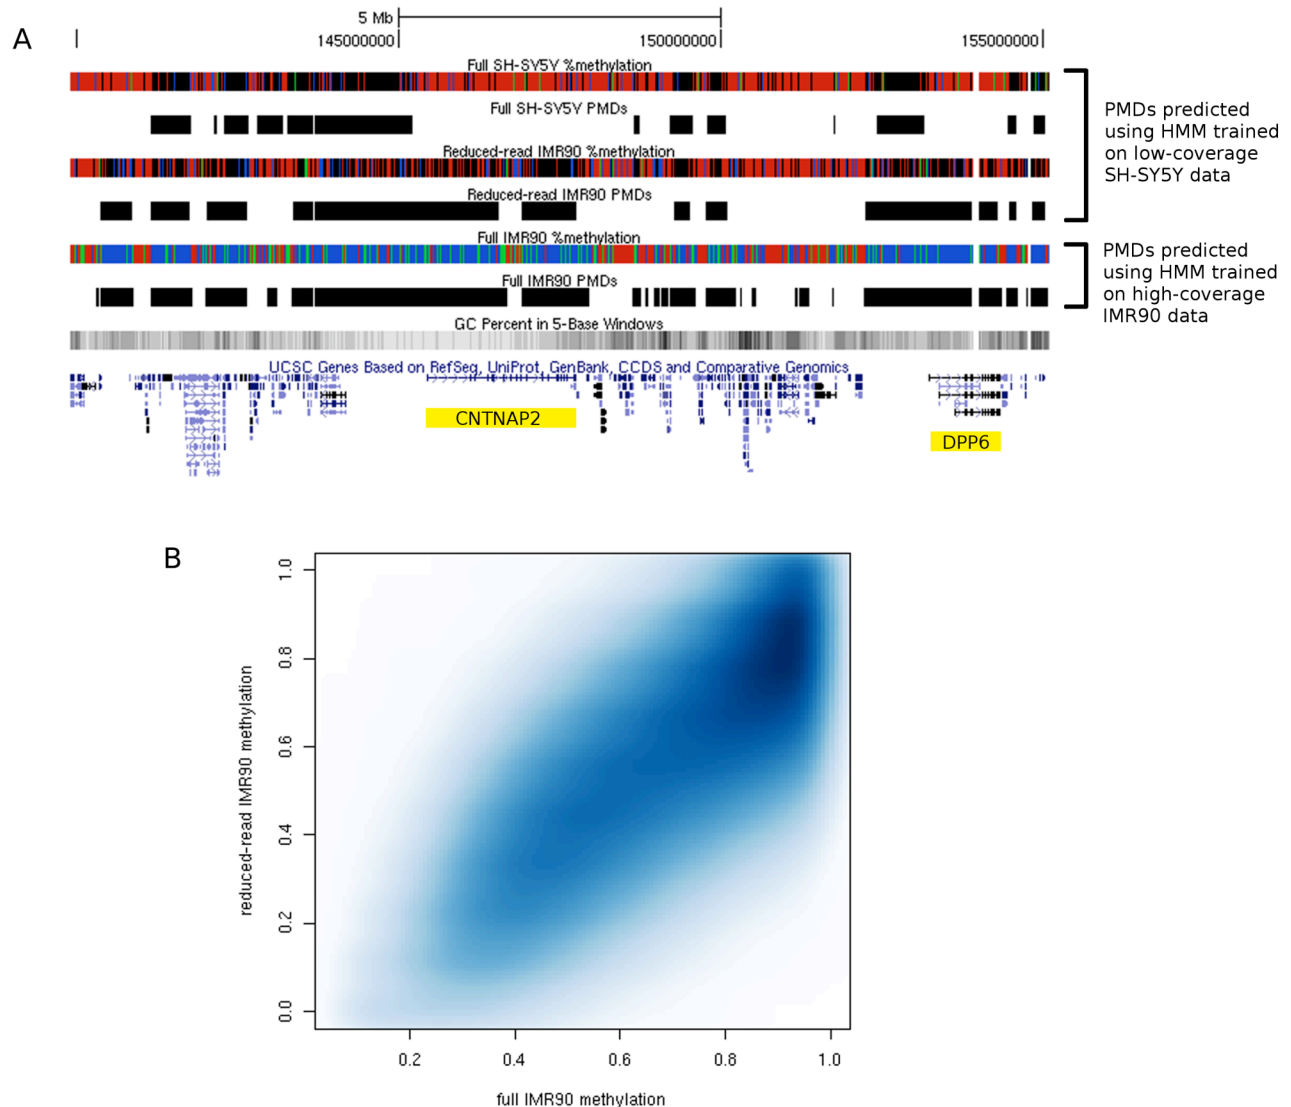 A
5 Mb
145000000
150000000
155000000
Full SH-SY5Y %methylation
Full SH-SY5Y PMDs
Reduced-read IMR90 %methylation
Reduced-read IMR90 PMDs
PMDs predicted
using HMM trained
on low-coverage
SH-SY5Y data
Full IMR90 %methylation
Full IMR90 PMDs
PMDs predicted
using HMM trained
on high-coverage
IMR90 data
GC Percent in 5-Base Windows
UCSC Genes Based on RefSeq, UniProt, GenBank, CCDS and Comparative Genomics
CNTNAP2
DPP6
B
reduced-read IMR90 methylation
1.0
0.8
0.6
0.4
0.2
0.0
0.2 0.4 0.6 0.8 1.0
full IMR90 methylation